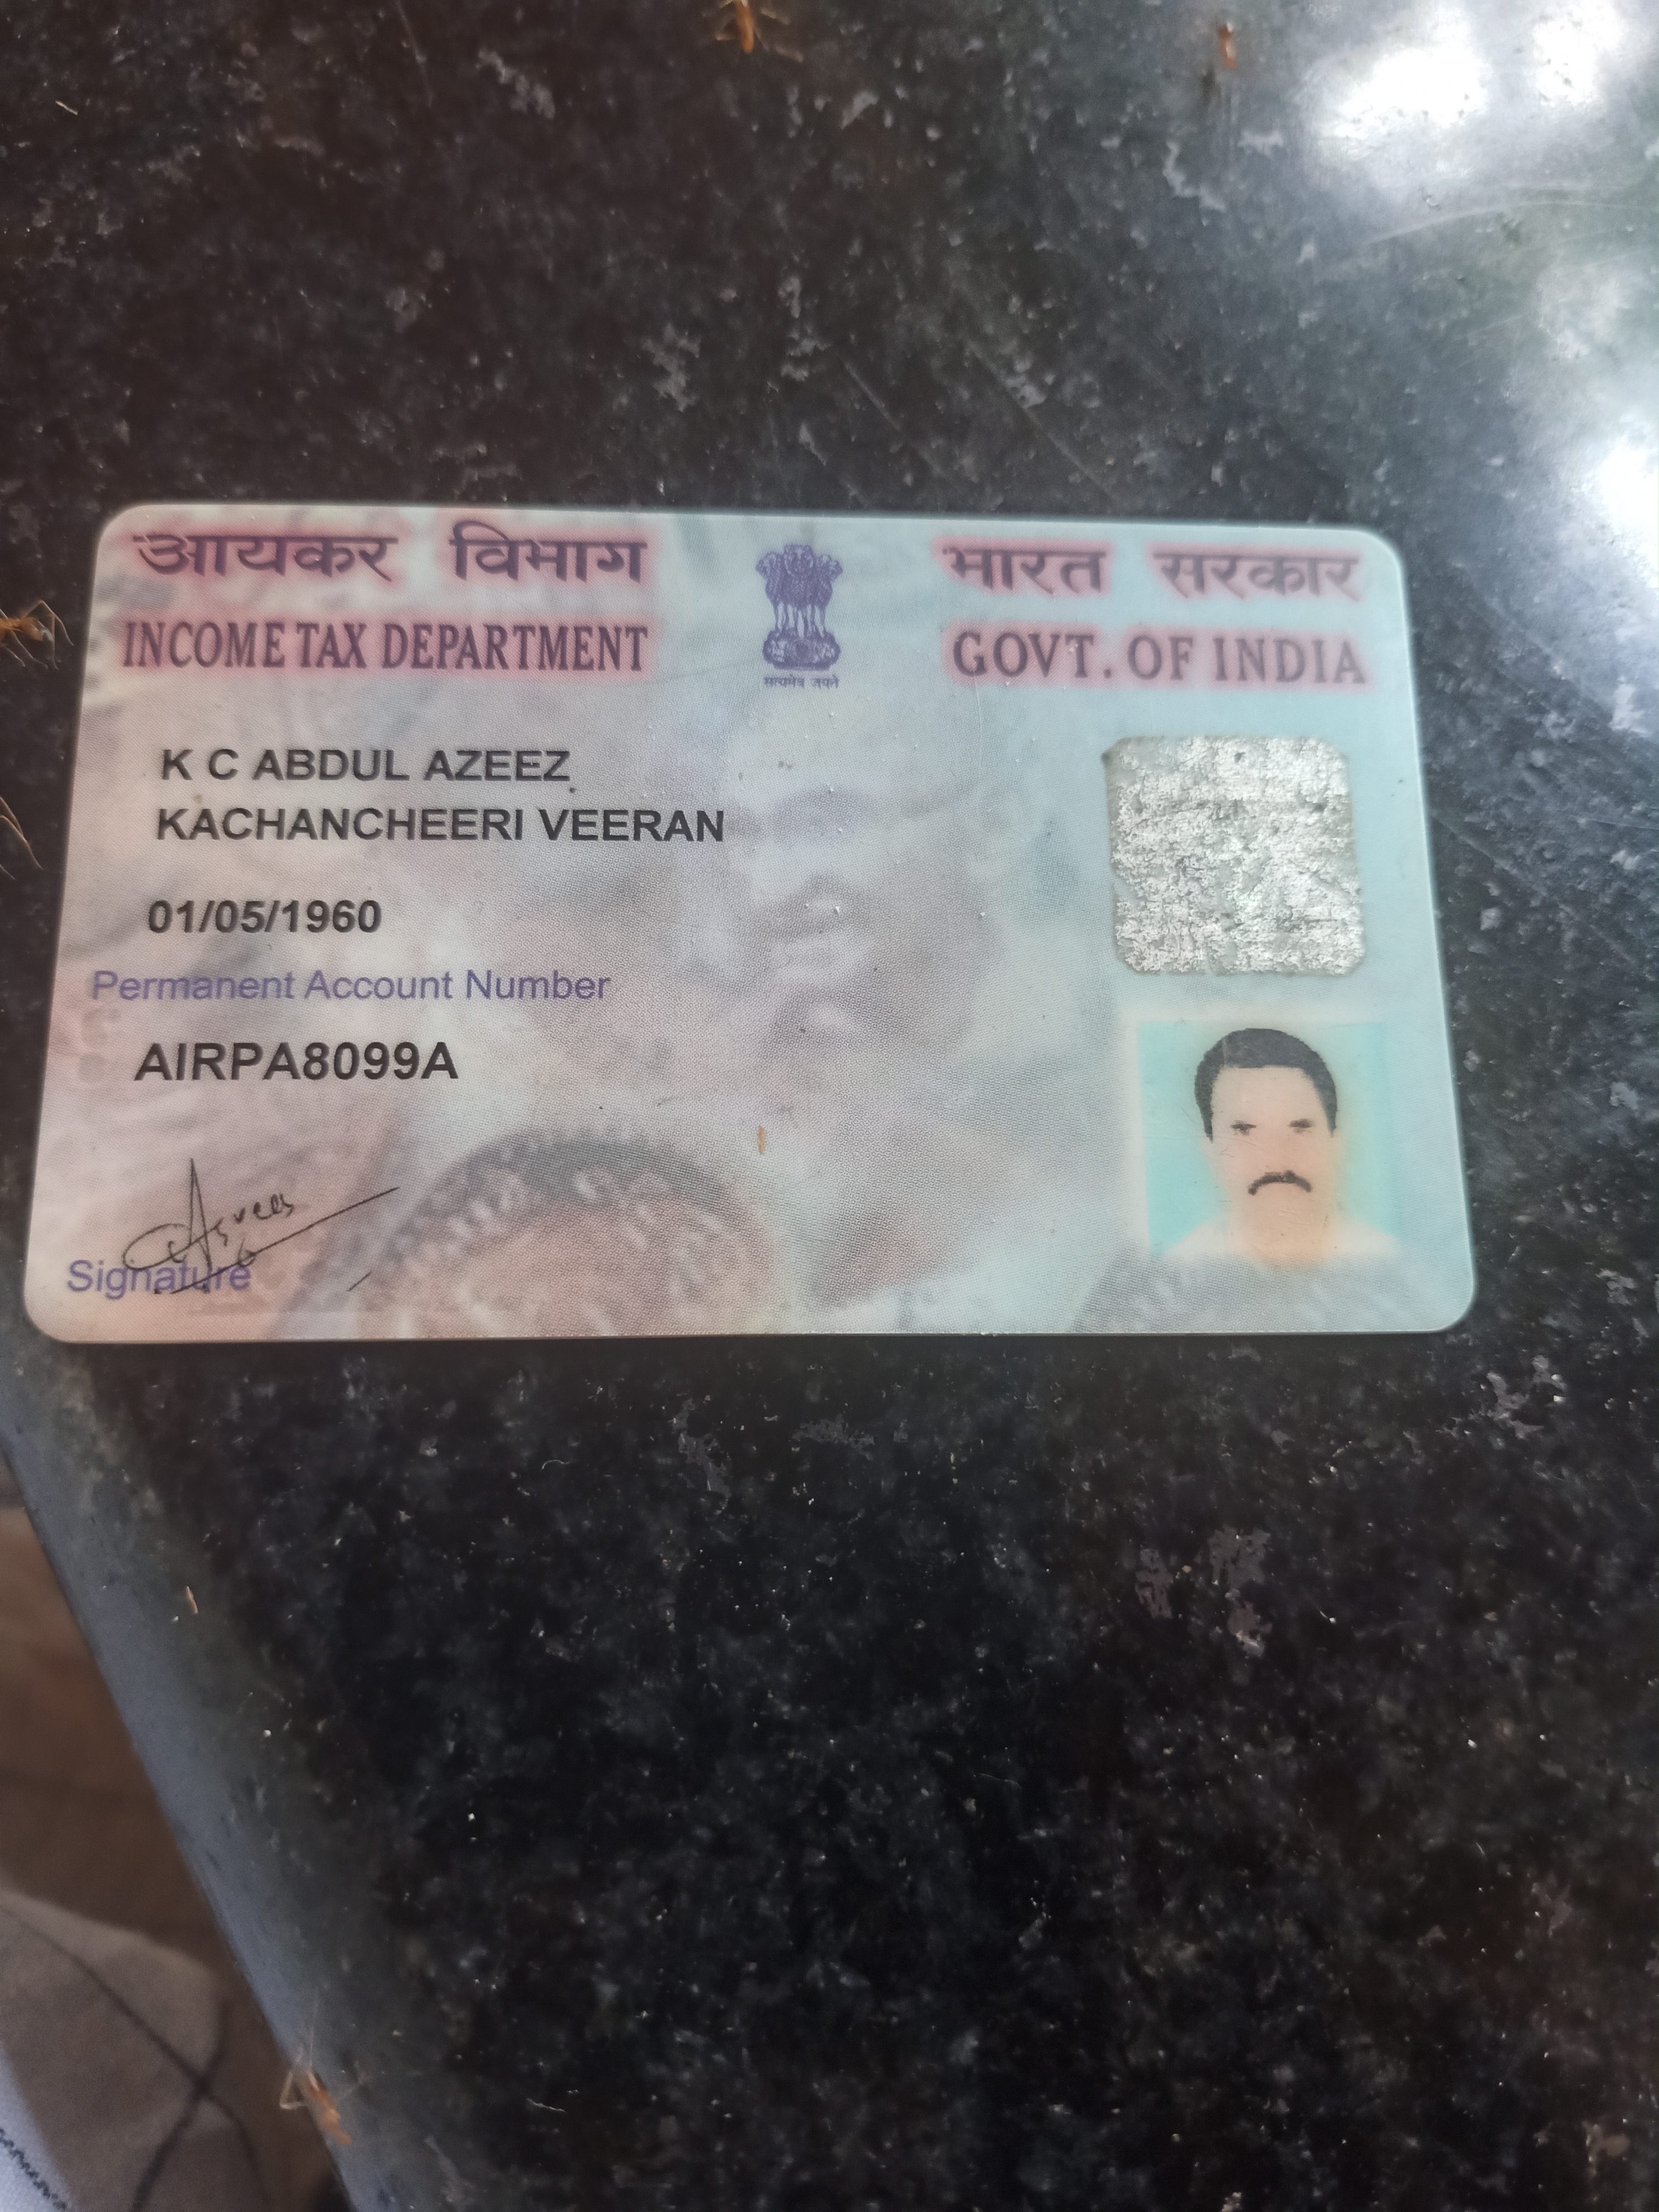 आयकर विभाग
INCOME TAX DEPARTMENT
सत्यमेव जयते
भारत सरकार
GOVT. OF INDIA
K C ABDUL AZEEZ
KACHANCHEERI VEERAN
01/05/1960
Permanent Account Number
AIRPA8099A
Signature